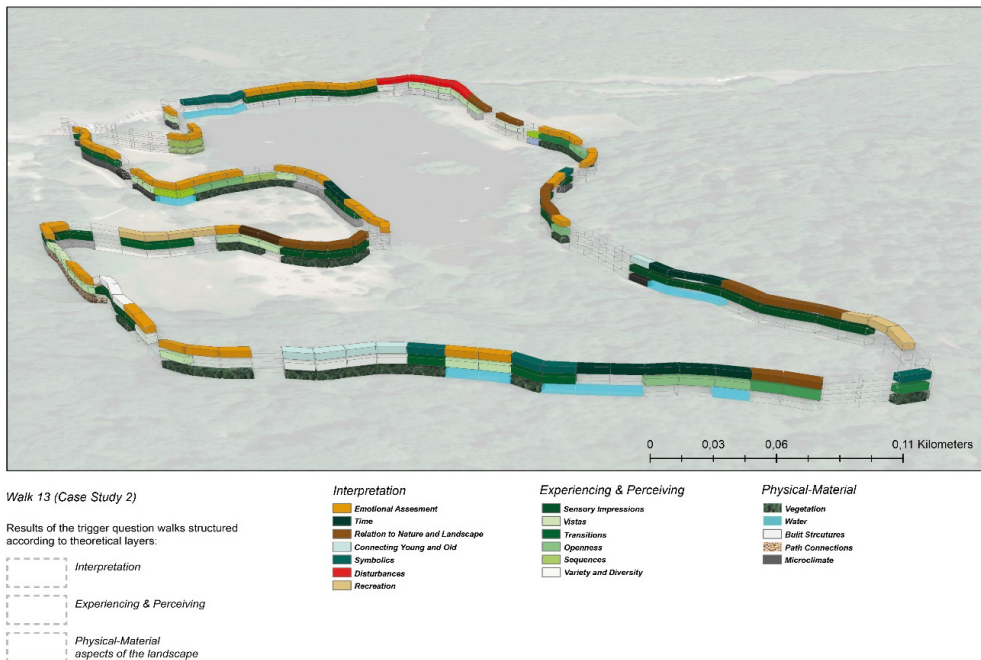 0 0,03 0,06 0,11 Kilometers
Walk 13 (Case Study 2)
Results of the trigger question walks structured
according to theoretical layers:
Interpretation
Experiencing & Perceiving
Physical-Material
aspects of the landscape
Interpretation
Emotional Assesment
Time
Relation to Nature and Landscape
Connecting Young and Old
Symbolics
Disturbances
Recreation
Experiencing & Perceiving
Sensory Impressions
Vistas
Transitions
Openness
Sequences
Variety and Diversity
Physical-Material
Vegetation
Water
Bulit Strcutures
Path Connections
Microclimate